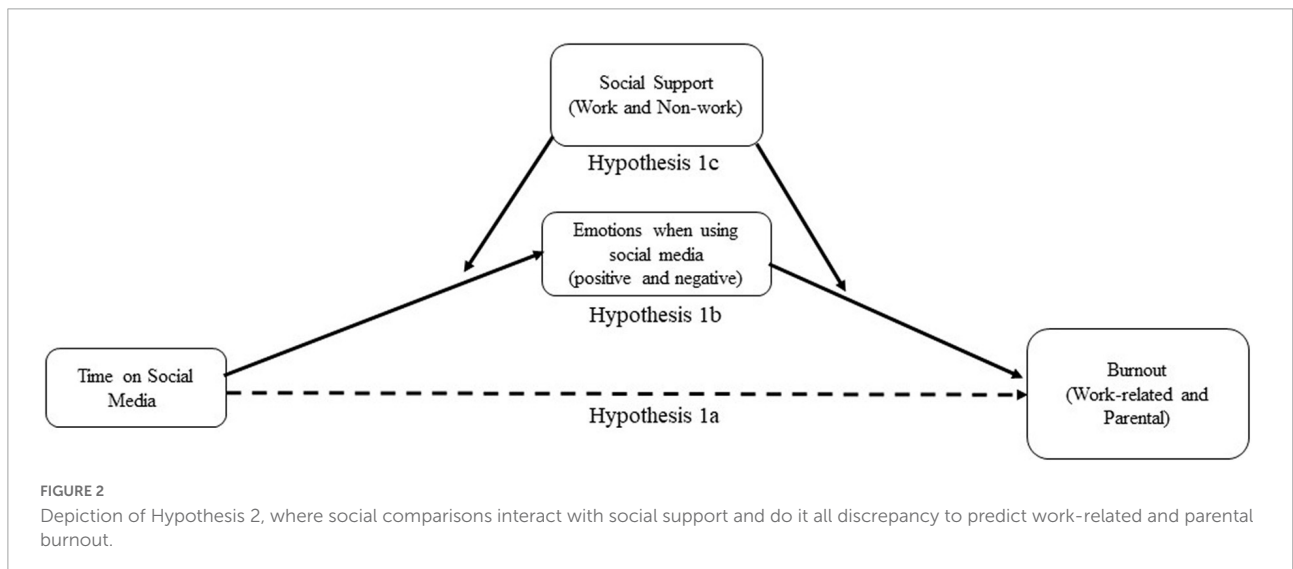 Social Support
(Work and Non-work)
Hypothesis 1c
Emotions when using
social media
(positive and negative)
Hypothesis 1b
Time on Social
Media
Burnout
(Work-related and
Parental)
Hypothesis 1a
FIGURE 2
Depiction of Hypothesis 2, where social comparisons interact with social support and do it all discrepancy to predict work-related and parental
burnout.